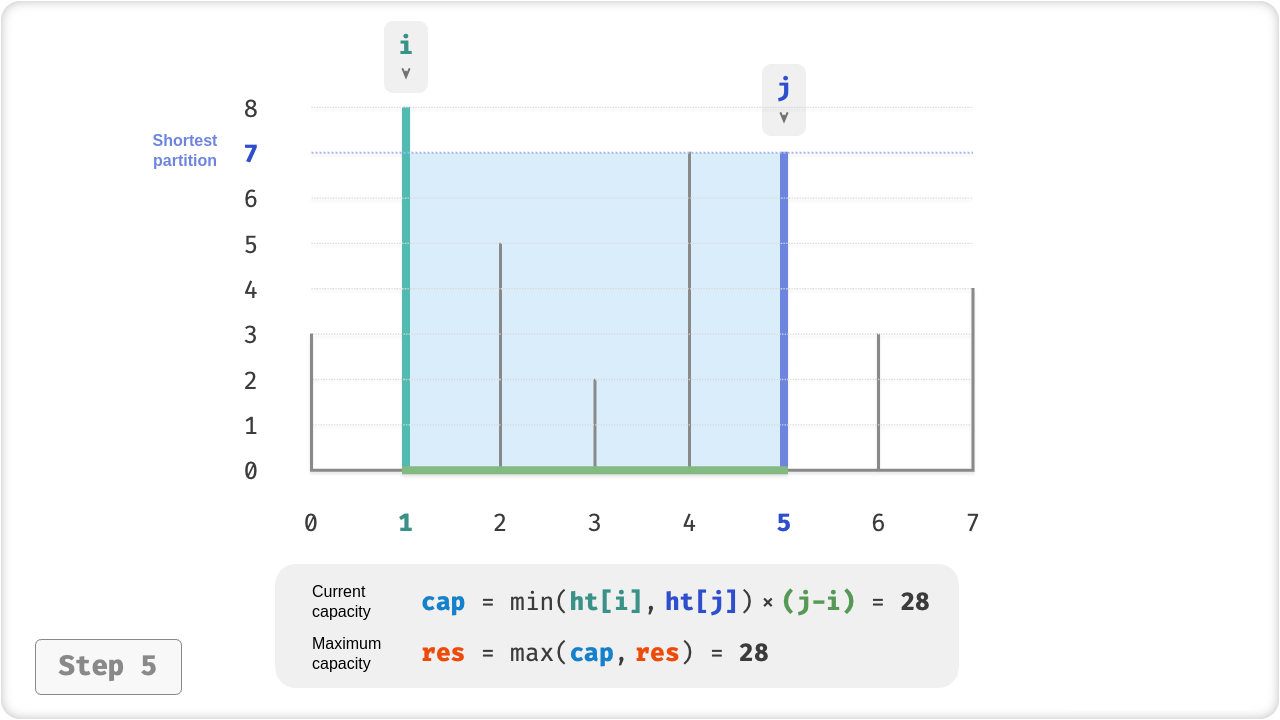 i
j
8
Shortest
partition
7
6
5
4
3
2
1
0
0 1 2 3 4 5 6 7
Current
capacity
cap = min(ht[i], ht[j]) × (j-i) = 28
Maximum
capacity
res = max(cap, res) = 28
Step 5